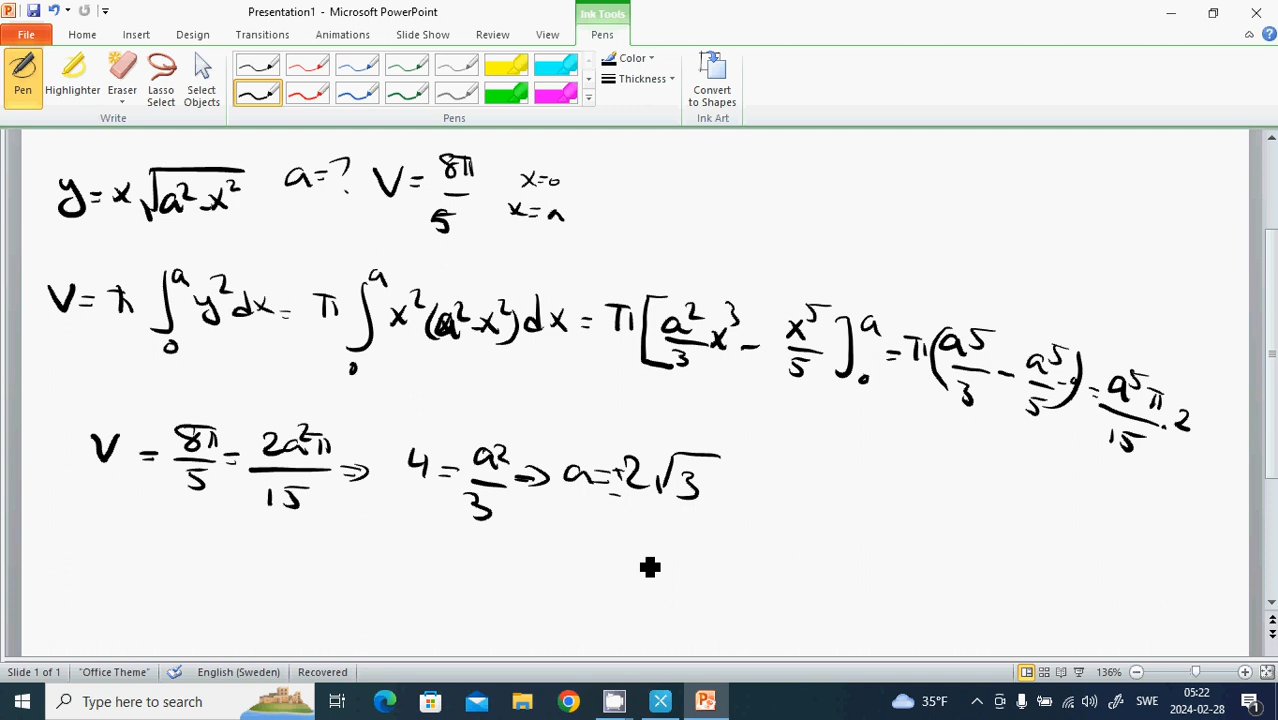 Presentation1 - Microsoft PowerPoint
Ink Tools
File Home Insert Design Transitions Animations Slide Show Review View Pens
Pen Highlighter Eraser Lasso Select Select Objects
Color
Thickness
Convert to Shapes
Write Pens Ink Art
y = x √(a² - x²) a = ? V = 8π/5 x=0
x = a
V = π ∫₀ᵃ y² dx = π ∫₀ᵃ x² (a² - x²) dx = π [a²/3 x³ - x⁵/5]₀ᵃ = π (a⁵/3 - a⁵/5) = a⁵π/15 · 2
V = 8π/5 = 2a²π/15 ⇒ 4 = a²/3 ⇒ a = ±2√3
Slide 1 of 1 "Office Theme" English (Sweden) Recovered 136%
Type here to search 35°F SWE 05:22
2024-02-28